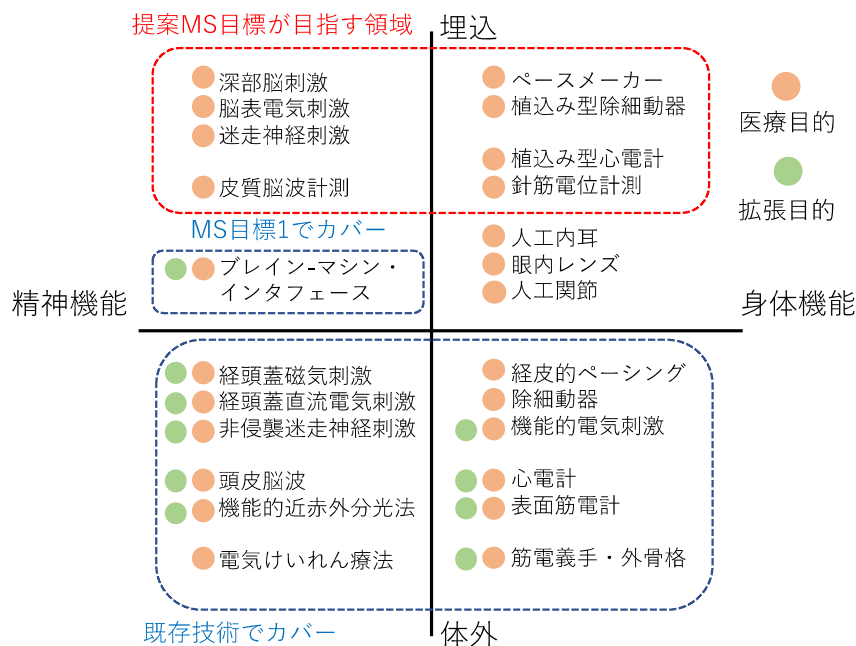 提案MS目標が目指す領域
埋込
深部脳刺激
脳表電気刺激
迷走神経刺激
皮質脳波計測
ペースメーカー
植込み型除細動器
植込み型心電計
針筋電位計測
医療目的
拡張目的
MS目標1でカバー
ブレイン-マシン・
インタフェース
人工内耳
眼内レンズ
人工関節
精神機能
身体機能
経頭蓋磁気刺激
経頭蓋直流電気刺激
非侵襲迷走神経刺激
頭皮脳波
機能的近赤外分光法
電気けいれん療法
経皮的ペーシング
除細動器
機能的電気刺激
心電計
表面筋電計
筋電義手・外骨格
既存技術でカバー
体外